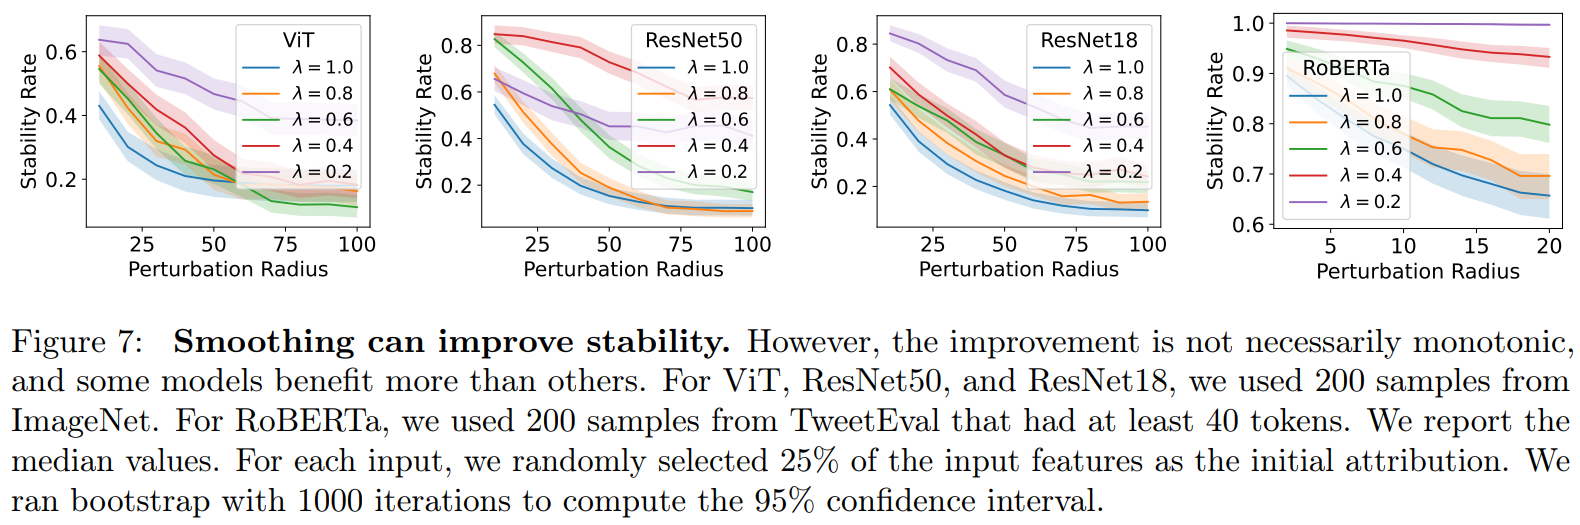 ViT
λ = 1.0
λ = 0.8
λ = 0.6
λ = 0.4
λ = 0.2
0.6
0.4
0.2
Stability Rate
25 50 75 100
Perturbation Radius
ResNet50
λ = 1.0
λ = 0.8
λ = 0.6
λ = 0.4
λ = 0.2
0.8
0.6
0.4
0.2
Stability Rate
25 50 75 100
Perturbation Radius
ResNet18
λ = 1.0
λ = 0.8
λ = 0.6
λ = 0.4
λ = 0.2
0.8
0.6
0.4
0.2
Stability Rate
25 50 75 100
Perturbation Radius
RoBERTa
λ = 1.0
λ = 0.8
λ = 0.6
λ = 0.4
λ = 0.2
1.0
0.9
0.8
0.7
0.6
Stability Rate
5 10 15 20
Perturbation Radius
Figure 7: Smoothing can improve stability. However, the improvement is not necessarily monotonic,
and some models benefit more than others. For ViT, ResNet50, and ResNet18, we used 200 samples from
ImageNet. For RoBERTa, we used 200 samples from TweetEval that had at least 40 tokens. We report the
median values. For each input, we randomly selected 25% of the input features as the initial attribution. We
ran bootstrap with 1000 iterations to compute the 95% confidence interval.